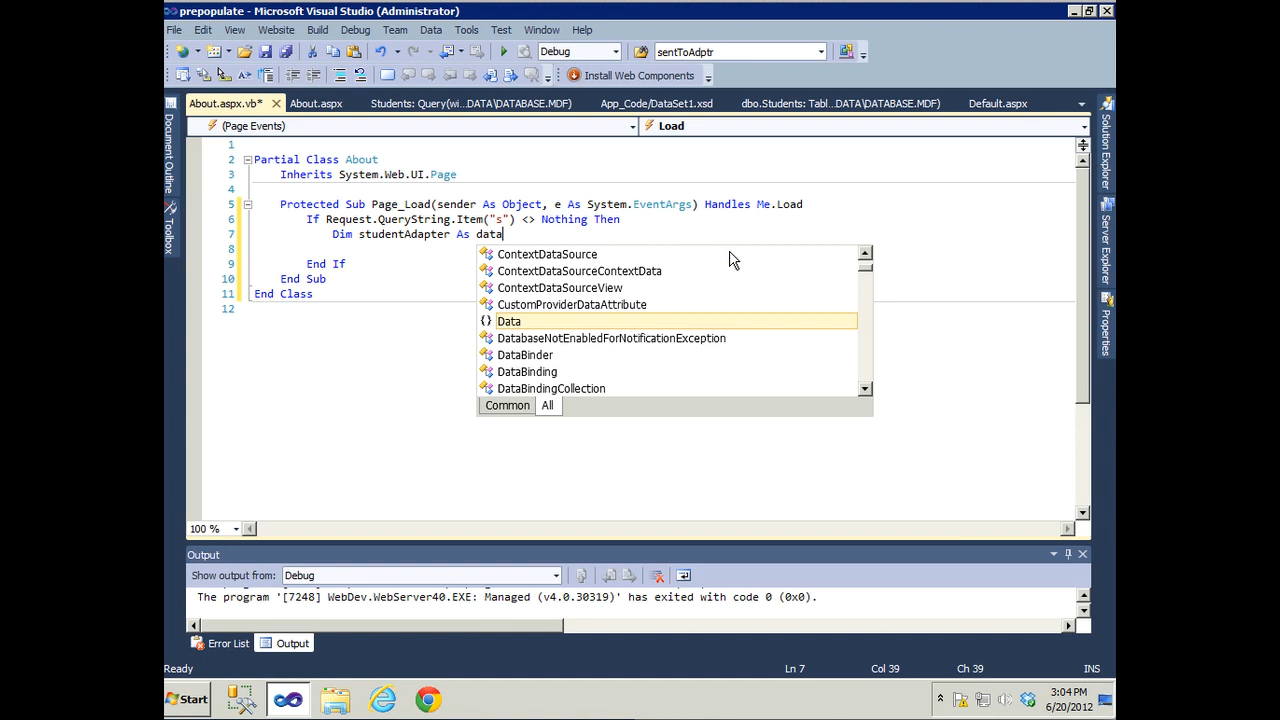 prepopulate - Microsoft Visual Studio (Administrator)
File Edit View Website Build Debug Team Data Tools Test Window Help
Debug sentToAdptr
Install Web Components
About.aspx.vb* About.aspx Students: Query(wi...DATA\DATABASE.MDF) App_Code/DataSet1.xsd dbo.Students: Tabl...DATA\DATABASE.MDF) Default.aspx
(Page Events) Load
Document Outline
Toolbox
Solution Explorer
Server Explorer
Properties
1
2 Partial Class About
3 Inherits System.Web.UI.Page
4
5 Protected Sub Page_Load(sender As Object, e As System.EventArgs) Handles Me.Load
6 If Request.QueryString.Item("s") <> Nothing Then
7 Dim studentAdapter As data
8
9 End If
10 End Sub
11 End Class
12
ContextDataSource
ContextDataSourceContextData
ContextDataSourceView
CustomProviderDataAttribute
{} Data
DatabaseNotEnabledForNotificationException
DataBinder
DataBinding
DataBindingCollection
Common All
100 %
Output
Show output from: Debug
The program '[7248] WebDev.WebServer40.EXE: Managed (v4.0.30319)' has exited with code 0 (0x0).
Error List Output
Ready Ln 7 Col 39 Ch 39 INS
Start 3:04 PM
6/20/2012